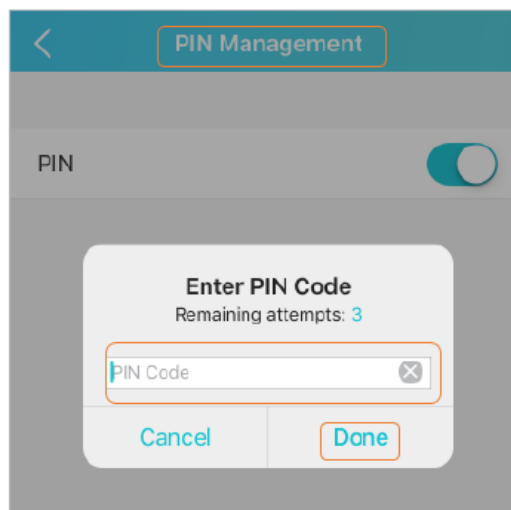 PIN Management
PIN
Enter PIN Code
Remaining attempts: 3
PIN Code
Cancel
Done